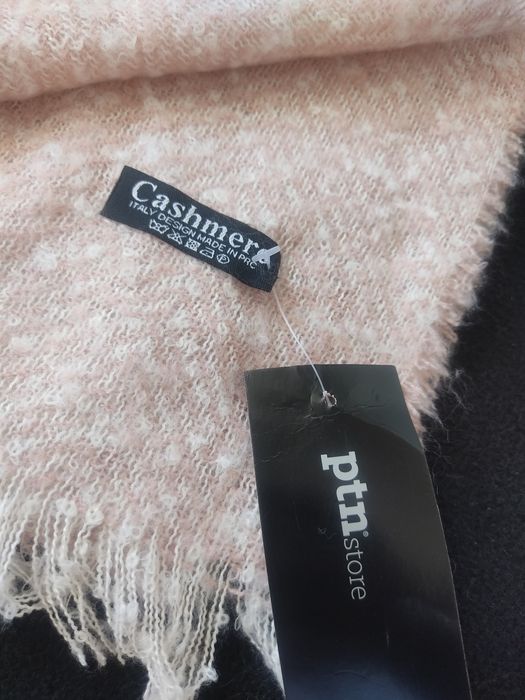 Cashmere
ITALY DESIGN MADE IN PRC
ptn®
store